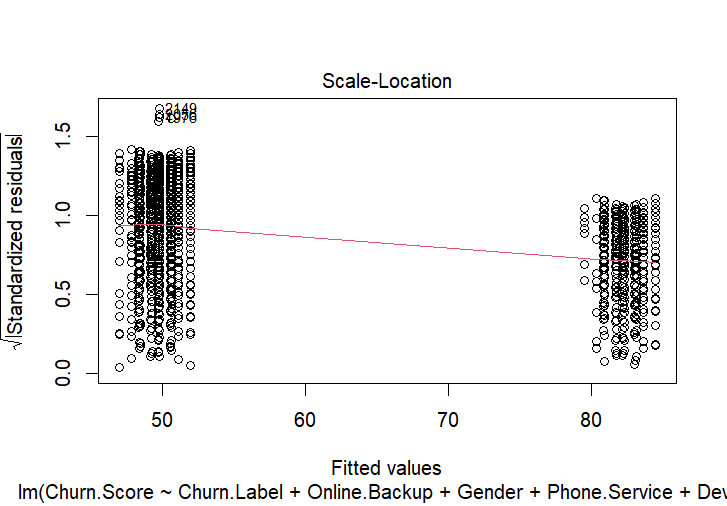 Scale-Location
√|Standardized residuals|
1.5
1.0
0.5
0.0
2149
1976
50
60
70
80
Fitted values
lm(Churn.Score ~ Churn.Label + Online.Backup + Gender + Phone.Service + Dev